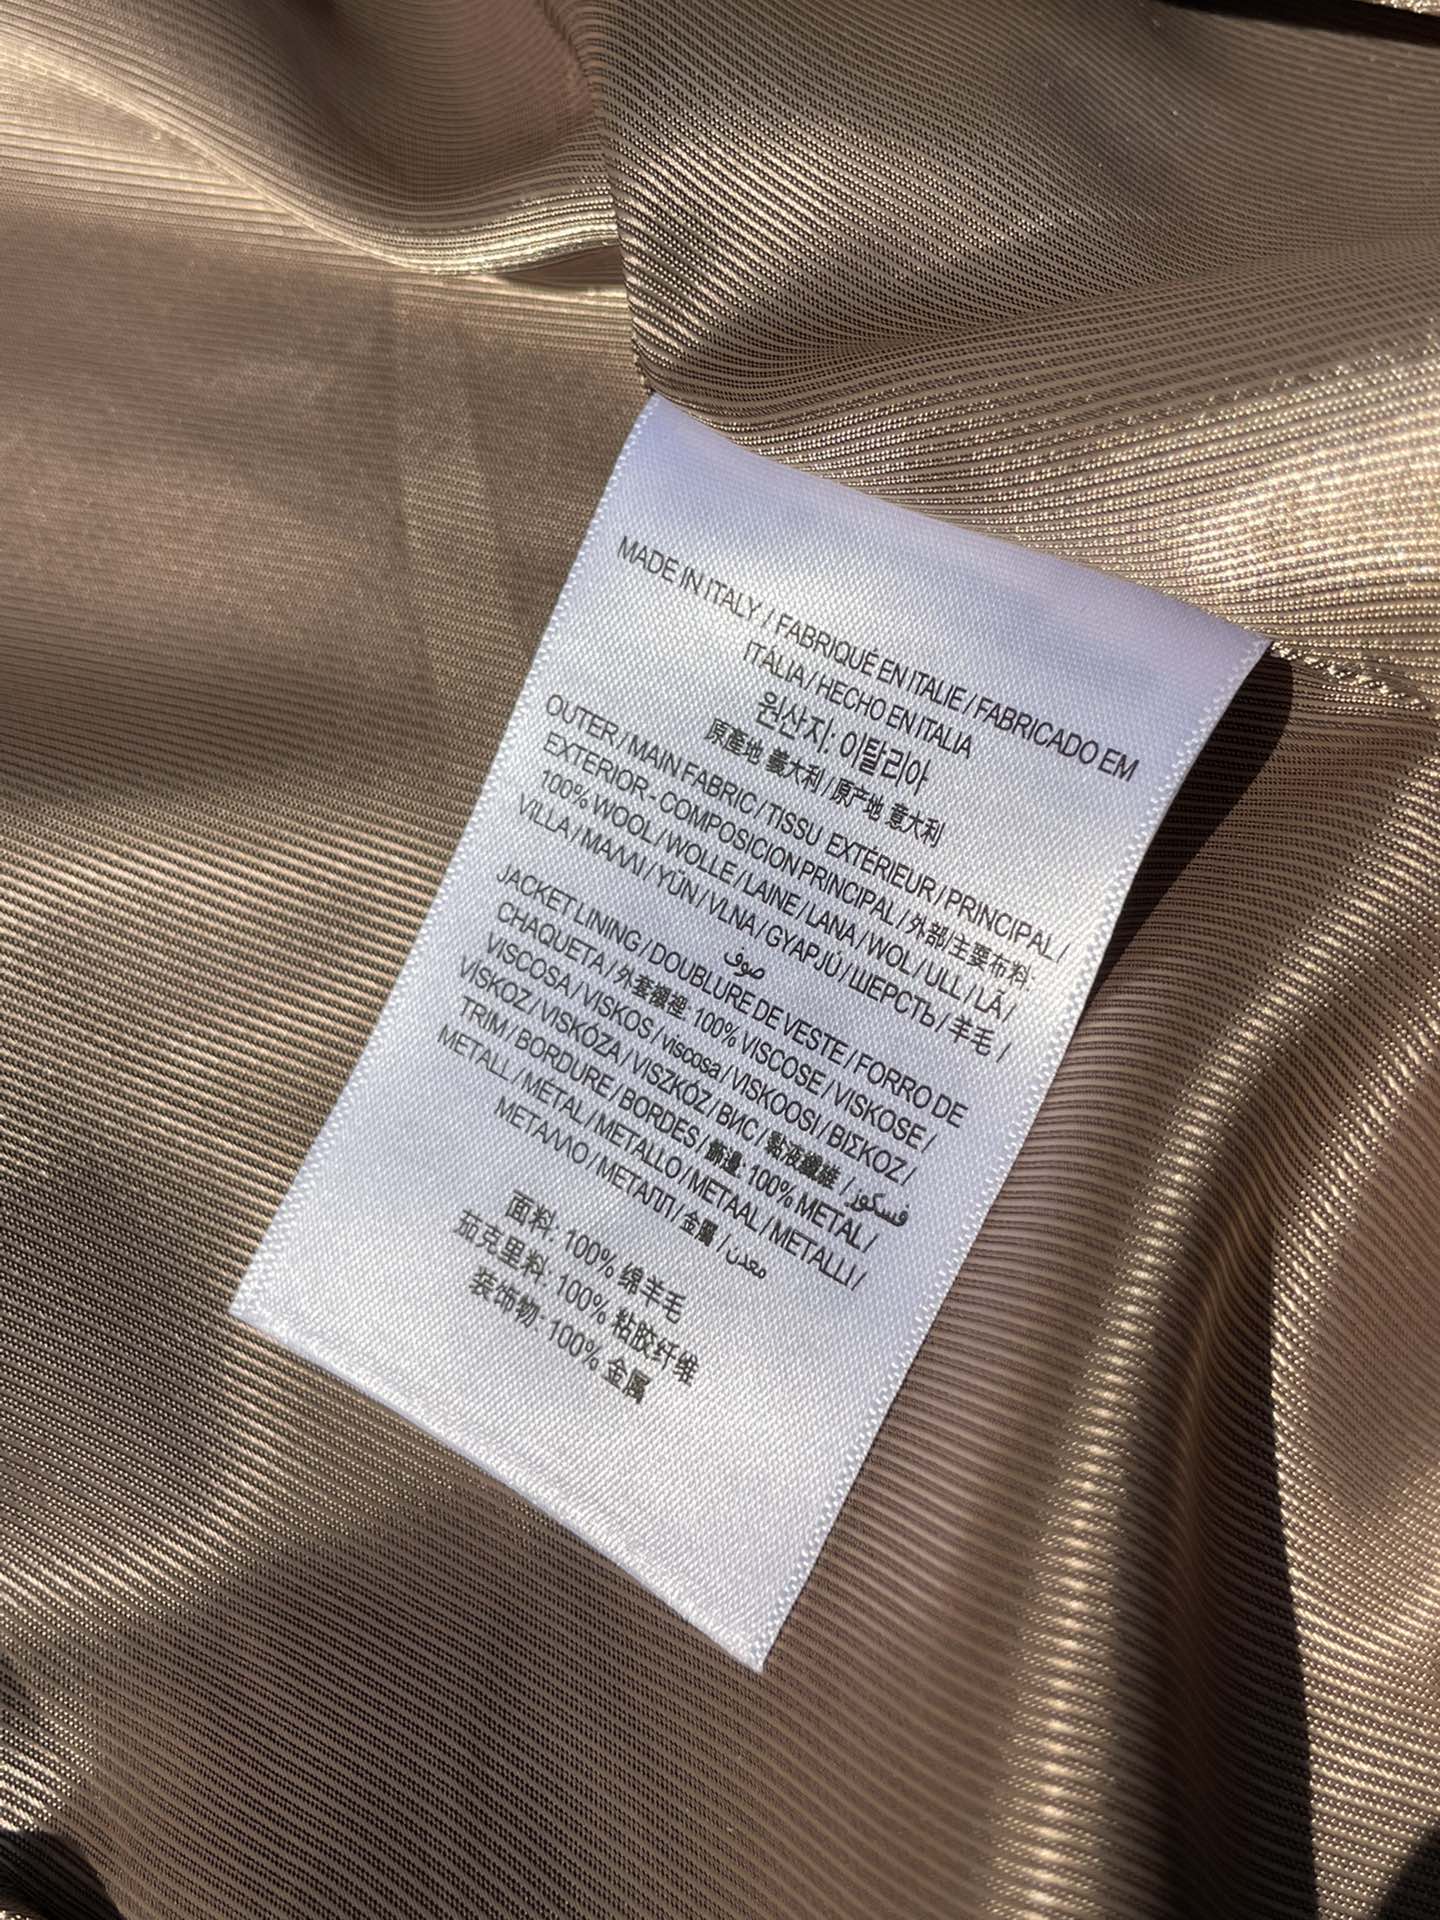 MADE IN ITALY / FABRIQUÉ EN ITALIE / FABRICADO EM
ITALIA / HECHO EN ITALIA
원산지: 이탈리아
原產地 義大利 / 原产地 意大利
OUTER / MAIN FABRIC / TISSU EXTÉRIEUR / PRINCIPAL /
EXTERIOR - COMPOSICION PRINCIPAL / 外部/主要布料:
100% WOOL / WOLLE / LAINE / LANA / WOL / ULL / LÃ /
VILLA / ΜΑΛΛΙ / YÜN / VLNA / GYAPJÚ / ШЕРСТЬ / 羊毛 /
صوف
JACKET LINING / DOUBLURE DE VESTE / FORRO DE
CHAQUETA / 外套襯裡: 100% VISCOSE / VISKOSE /
VISCOSA / VISKOS / viscosa / VISKOOSI / ΒΙΣΚΟΖ /
VISKOZ / VISKÓZA / VISZKÓZ / ВИС / 黏液纖維 / فسكوز
TRIM / BORDURE / BORDES / 飾邊: 100% METAL /
METALL / MÉTAL / METALLO / METAAL / METALLI /
ΜΕΤΑΛΛΟ / МЕТАЛЛ / 金屬 / معدن
面料: 100% 绵羊毛
茄克里料: 100% 粘胶纤维
装饰物: 100% 金属